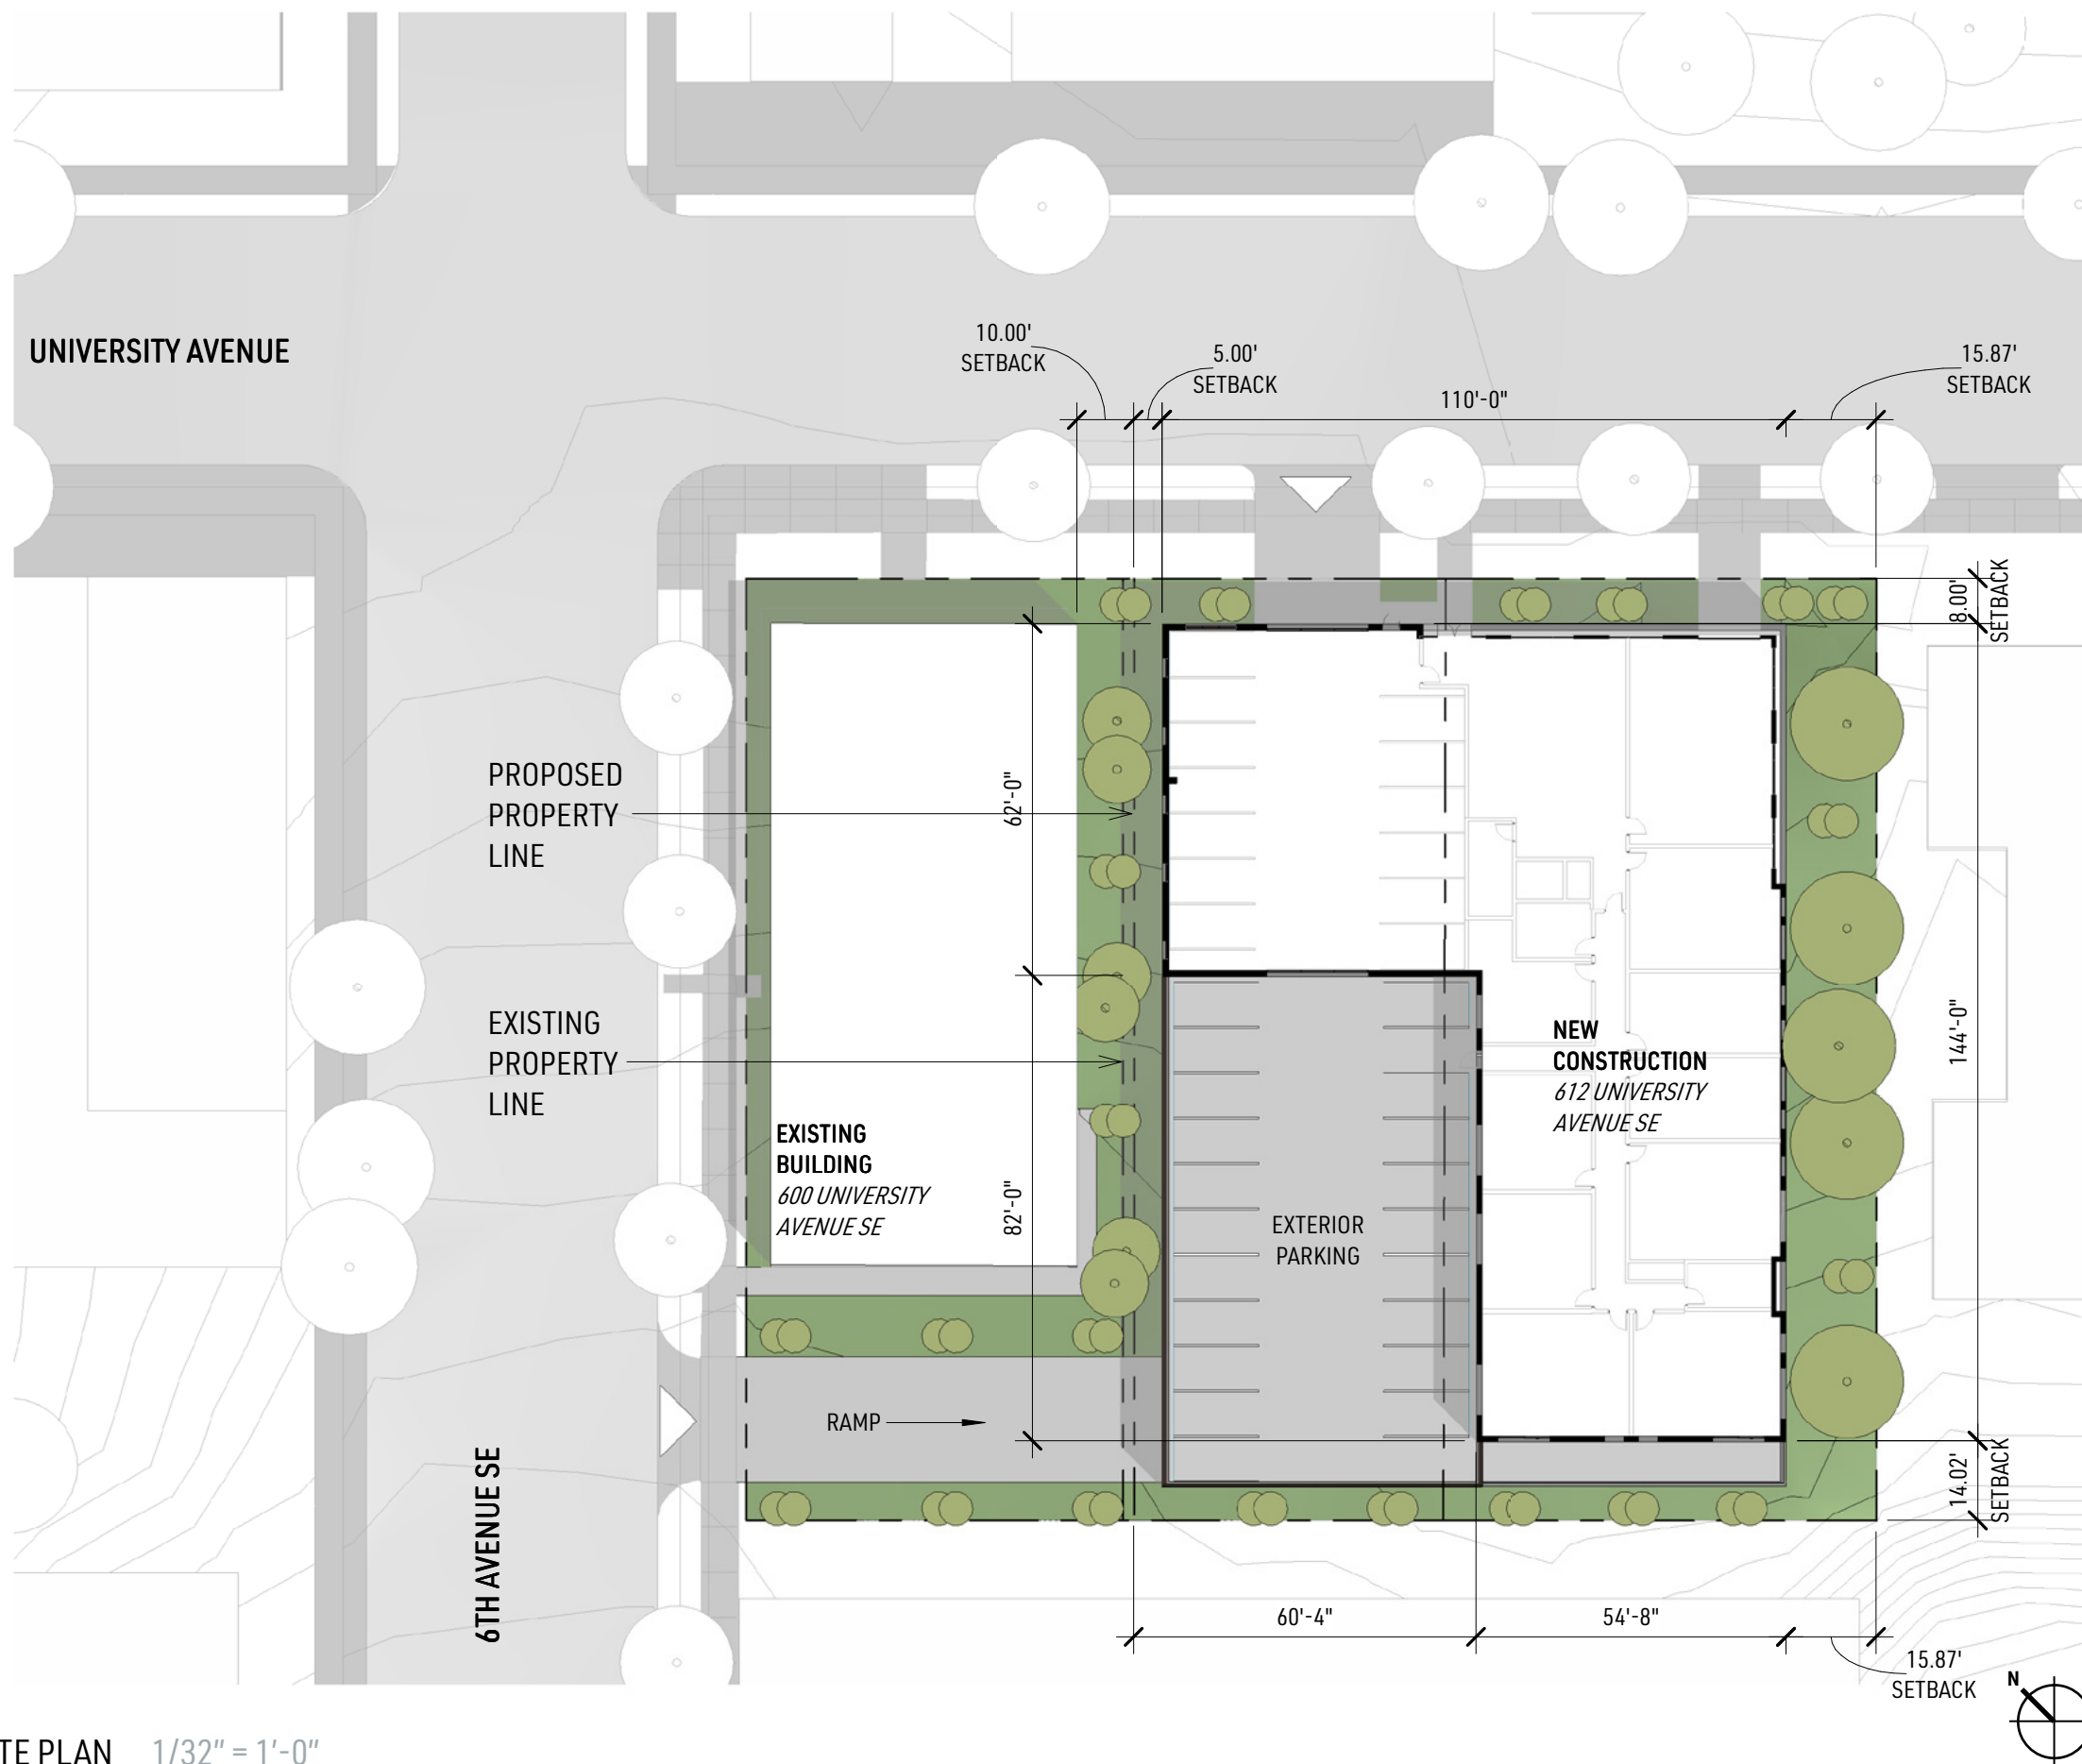 10.00'
SETBACK
5.00'
SETBACK
15.87'
SETBACK
UNIVERSITY AVENUE
110'-0"
8.00'
SETBACK
PROPOSED
PROPERTY
LINE
62'-0"
EXISTING
PROPERTY
LINE
NEW
CONSTRUCTION
612 UNIVERSITY
AVENUE SE
144'-0"
EXISTING
BUILDING
600 UNIVERSITY
AVENUE SE
82'-0"
EXTERIOR
PARKING
RAMP
6TH AVENUE SE
14.02'
SETBACK
60'-4"
54'-8"
15.87'
SETBACK
N
TE PLAN 1/32" = 1'-0"